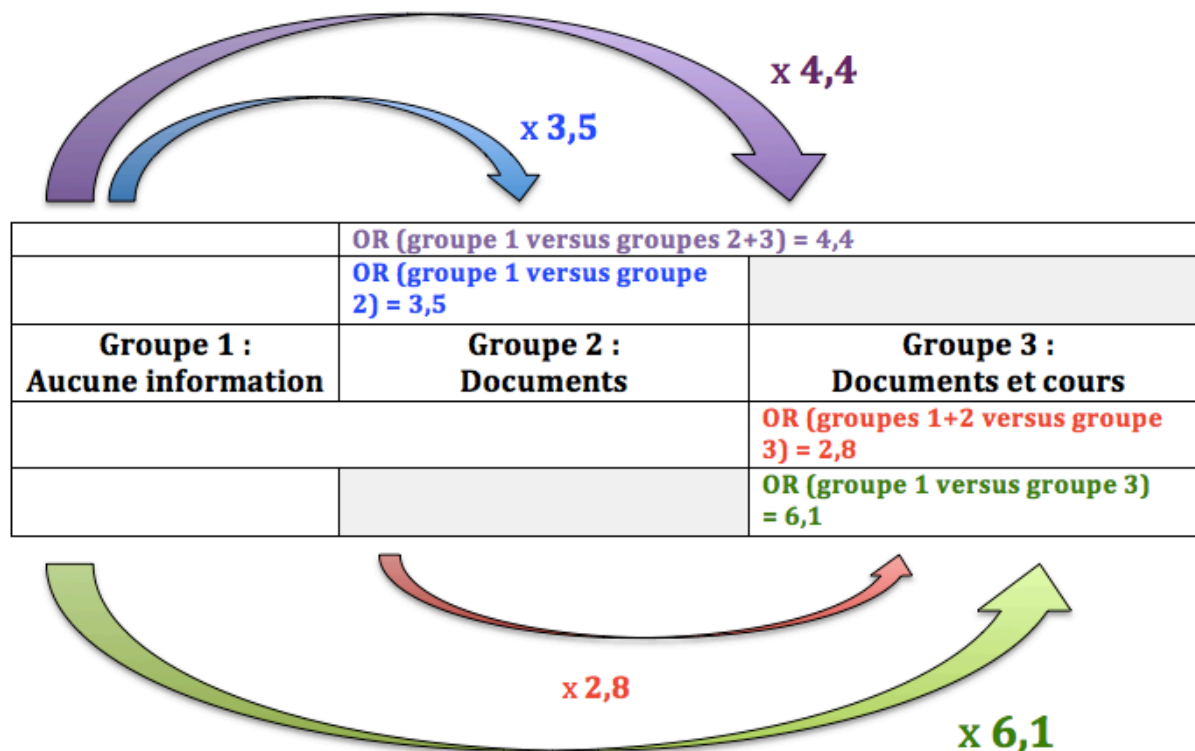 x 4,4
x 3,5
OR (groupe 1 versus groupes 2+3) = 4,4
OR (groupe 1 versus groupe
2) = 3,5
Groupe 1 :
Aucune information
Groupe 2 :
Documents
Groupe 3 :
Documents et cours
OR (groupes 1+2 versus groupe
3) = 2,8
OR (groupe 1 versus groupe 3)
= 6,1
x 2,8
x 6,1